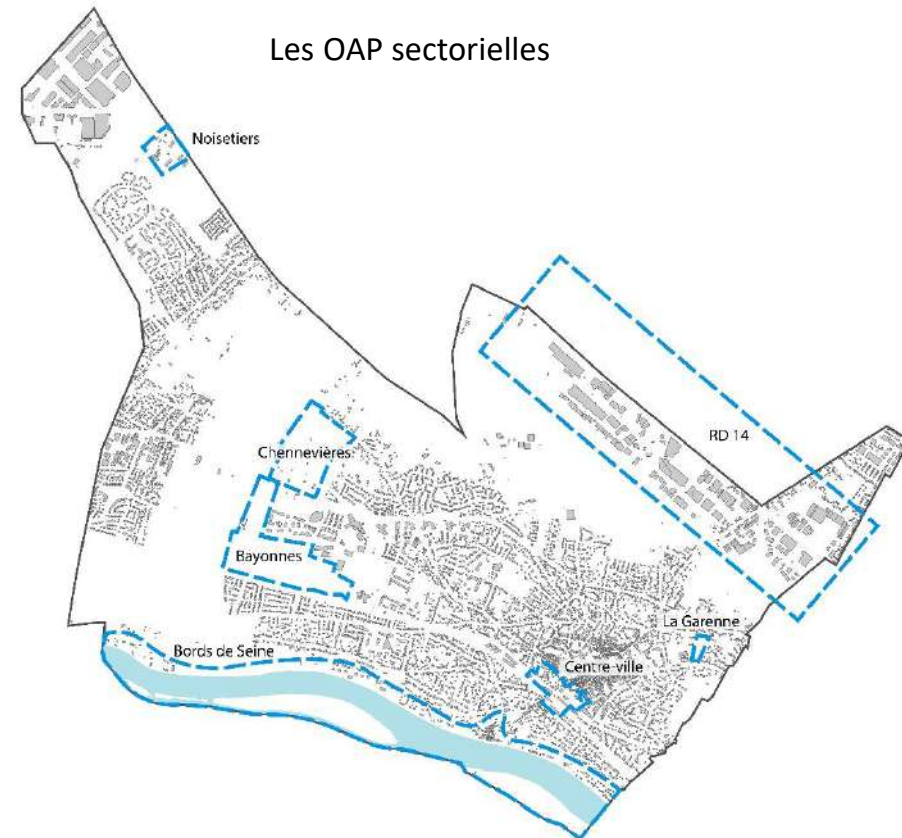 Les OAP sectorielles
Noisetiers
RD 14
Chennevières
Bayonnes
La Garenne
Bords de Seine
Centre-ville